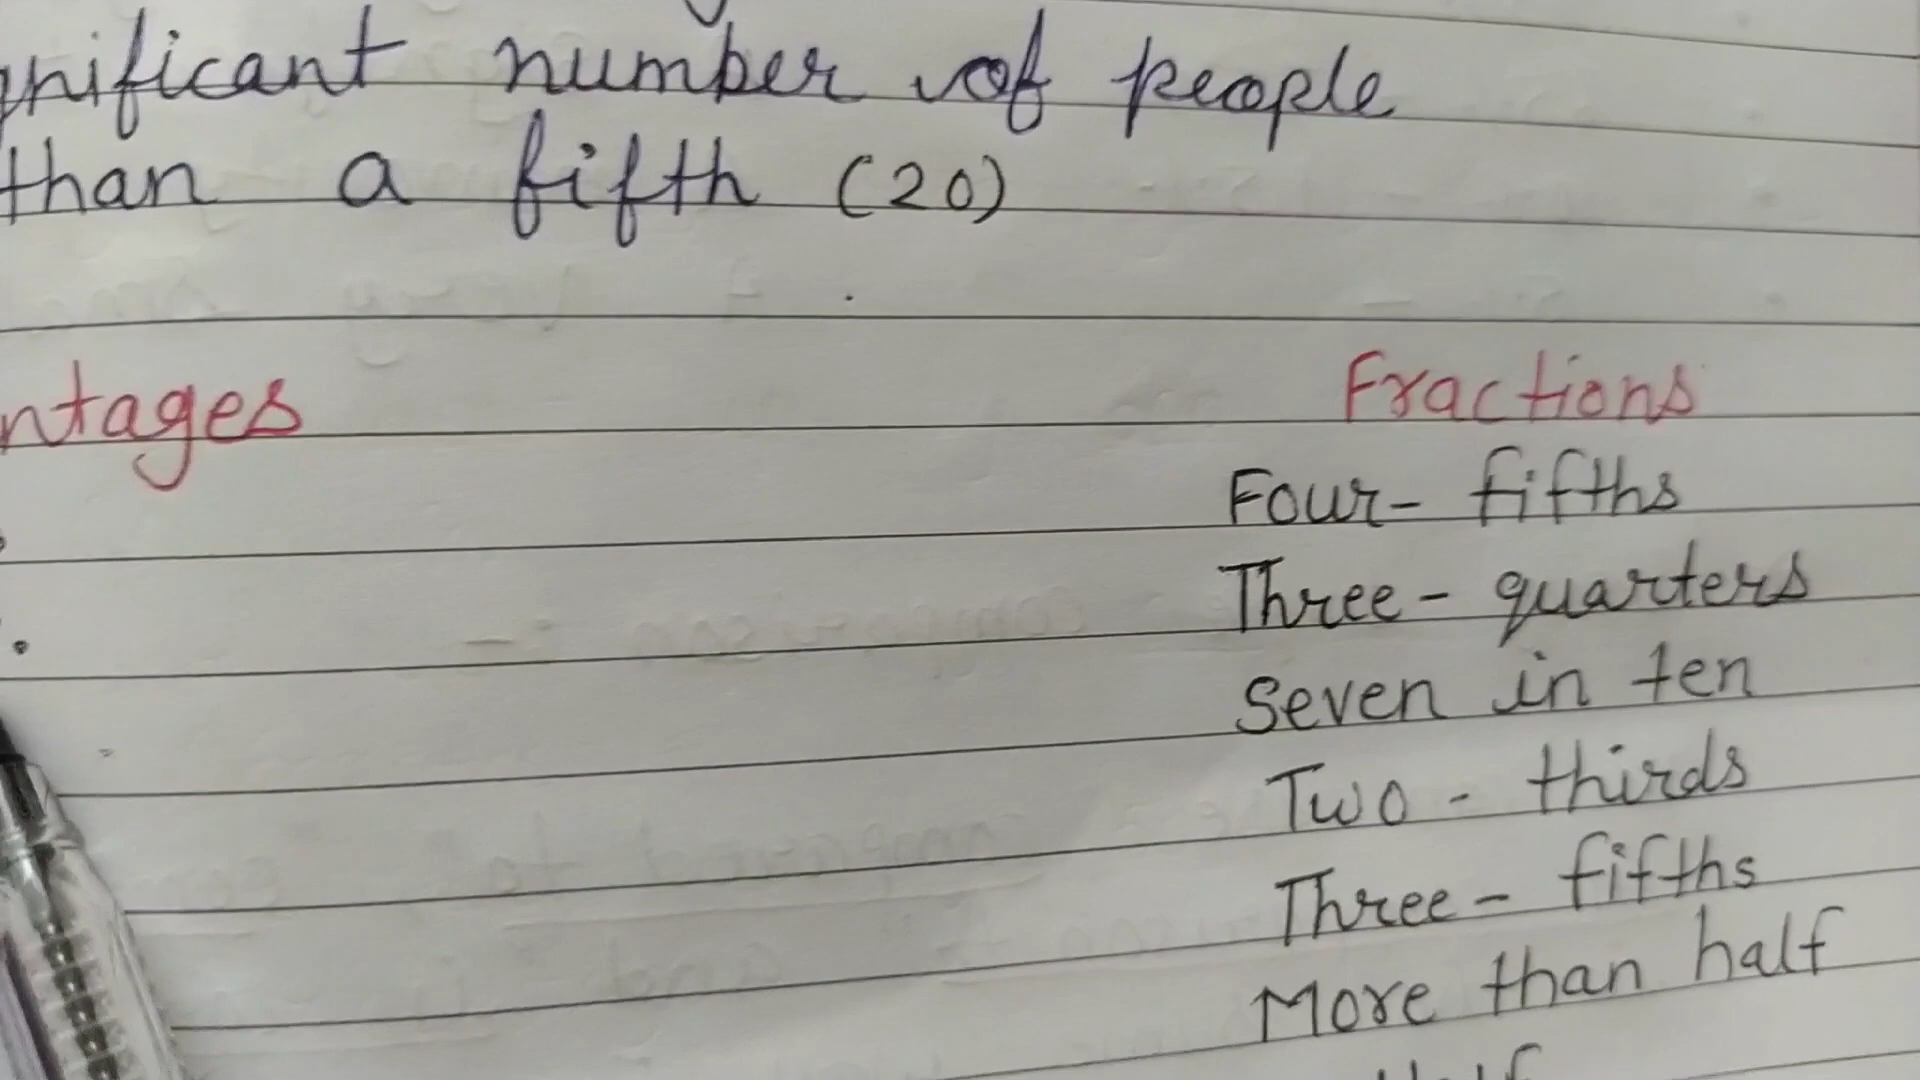 nificant number of people
than a fifth (20)
ntages Fractions
Four - fifths
Three - quarters
Seven in ten
Two - thirds
Three - fifths
More than half